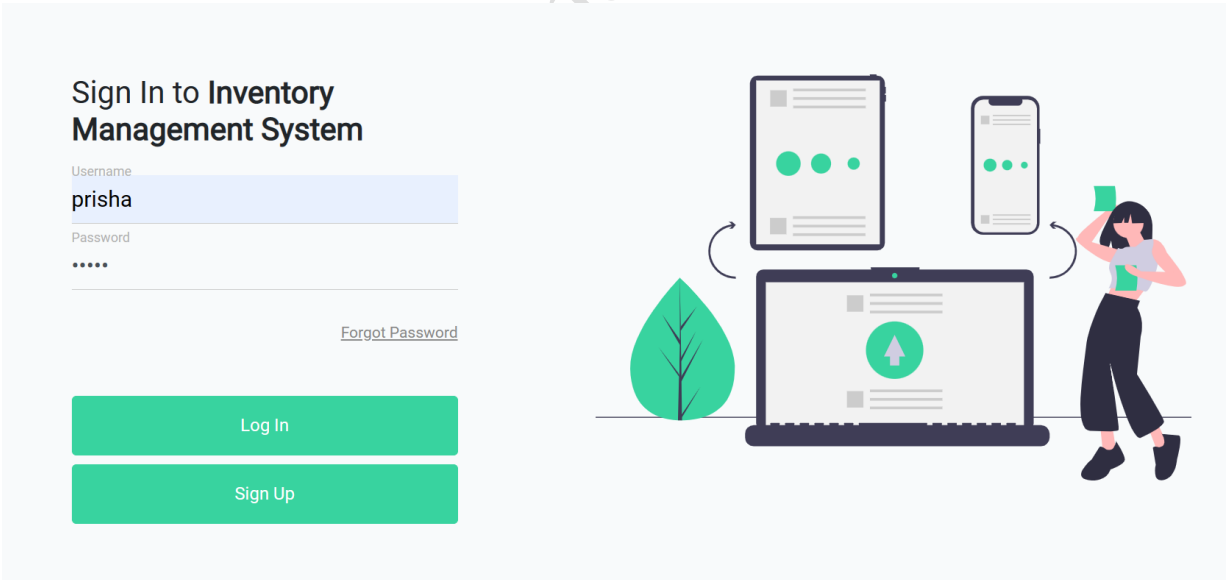 Sign In to Inventory
Management System
Username
prisha
Password
•••••
Forgot Password
Log In
Sign Up